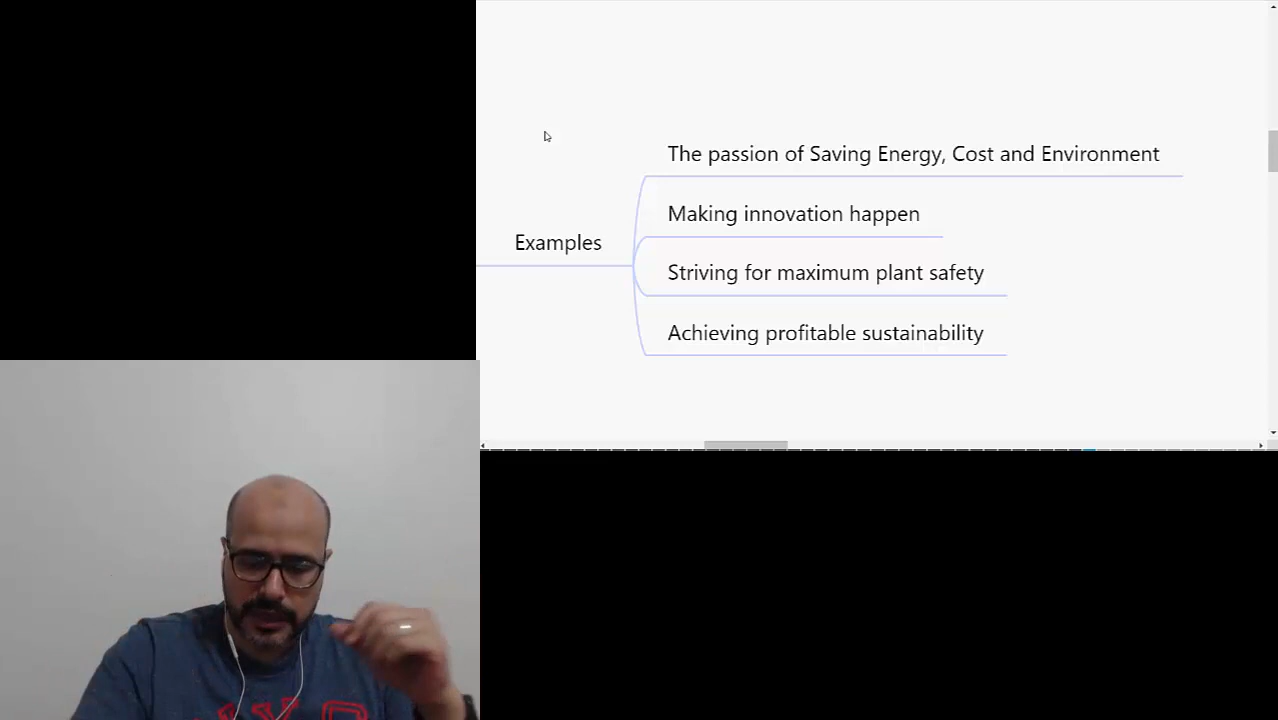 The passion of Saving Energy, Cost and Environment
Making innovation happen
Examples
Striving for maximum plant safety
Achieving profitable sustainability